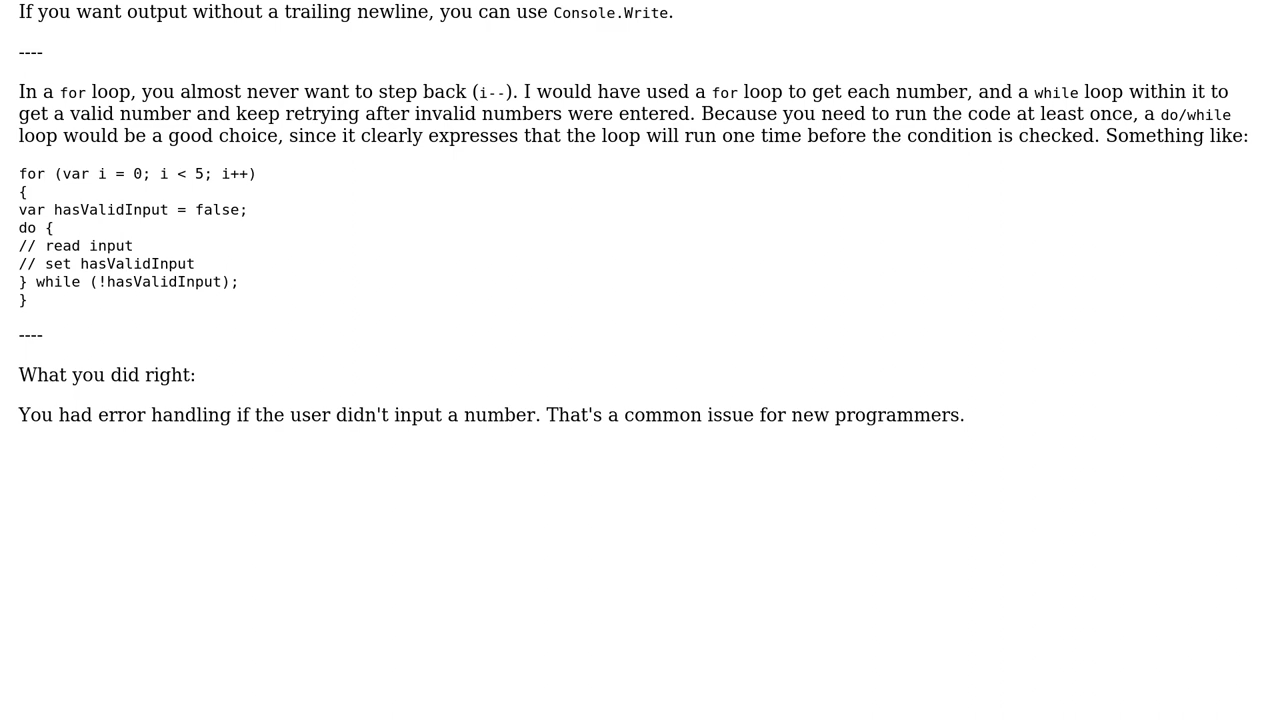 If you want output without a trailing newline, you can use Console.Write.
----
In a for loop, you almost never want to step back (i--). I would have used a for loop to get each number, and a while loop within it to
get a valid number and keep retrying after invalid numbers were entered. Because you need to run the code at least once, a do/while
loop would be a good choice, since it clearly expresses that the loop will run one time before the condition is checked. Something like:
for (var i = 0; i < 5; i++)
{
var hasValidInput = false;
do {
// read input
// set hasValidInput
} while (!hasValidInput);
}
----
What you did right:
You had error handling if the user didn't input a number. That's a common issue for new programmers.